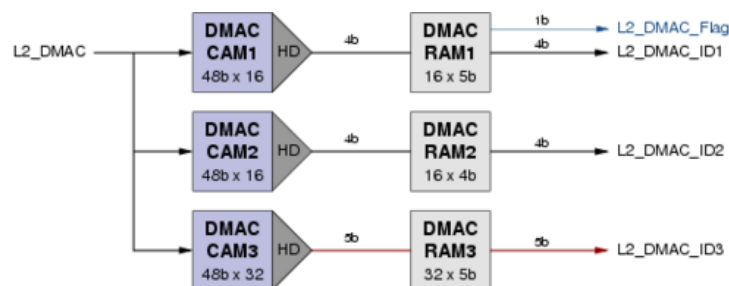 DMAC CAM1 48b x 16
HD
4b
DMAC RAM1 16 x 5b
1b
L2_DMAC_Flag
4b
L2_DMAC_ID1
L2_DMAC
DMAC CAM2 48b x 16
HD
4b
DMAC RAM2 16 x 4b
4b
L2_DMAC_ID2
DMAC CAM3 48b x 32
HD
5b
DMAC RAM3 32 x 5b
5b
L2_DMAC_ID3